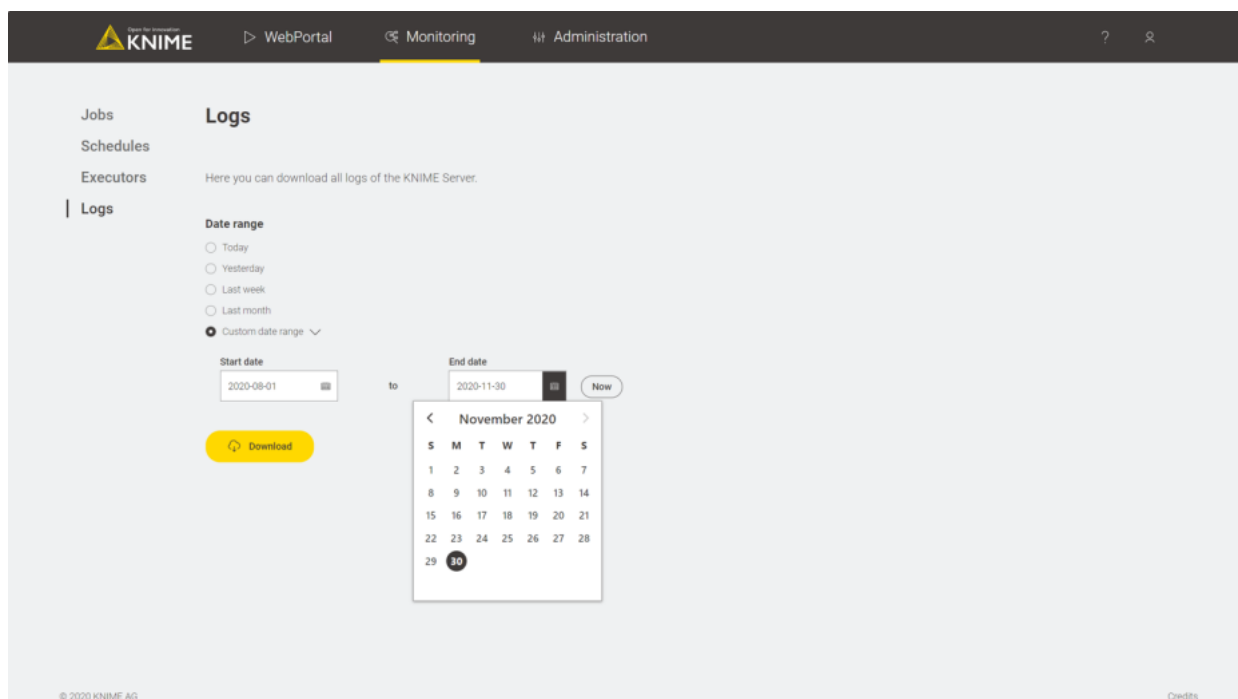 Open for Innovation
KNIME
WebPortal
Monitoring
Administration
?
Jobs
Schedules
Executors
Logs
Logs
Here you can download all logs of the KNIME Server.
Date range
Today
Yesterday
Last week
Last month
Custom date range
Start date
End date
2020-08-01
to
2020-11-30
Now
Download
November 2020
S M T W T F S
1 2 3 4 5 6 7
8 9 10 11 12 13 14
15 16 17 18 19 20 21
22 23 24 25 26 27 28
29 30
© 2020 KNIME AG
Credits